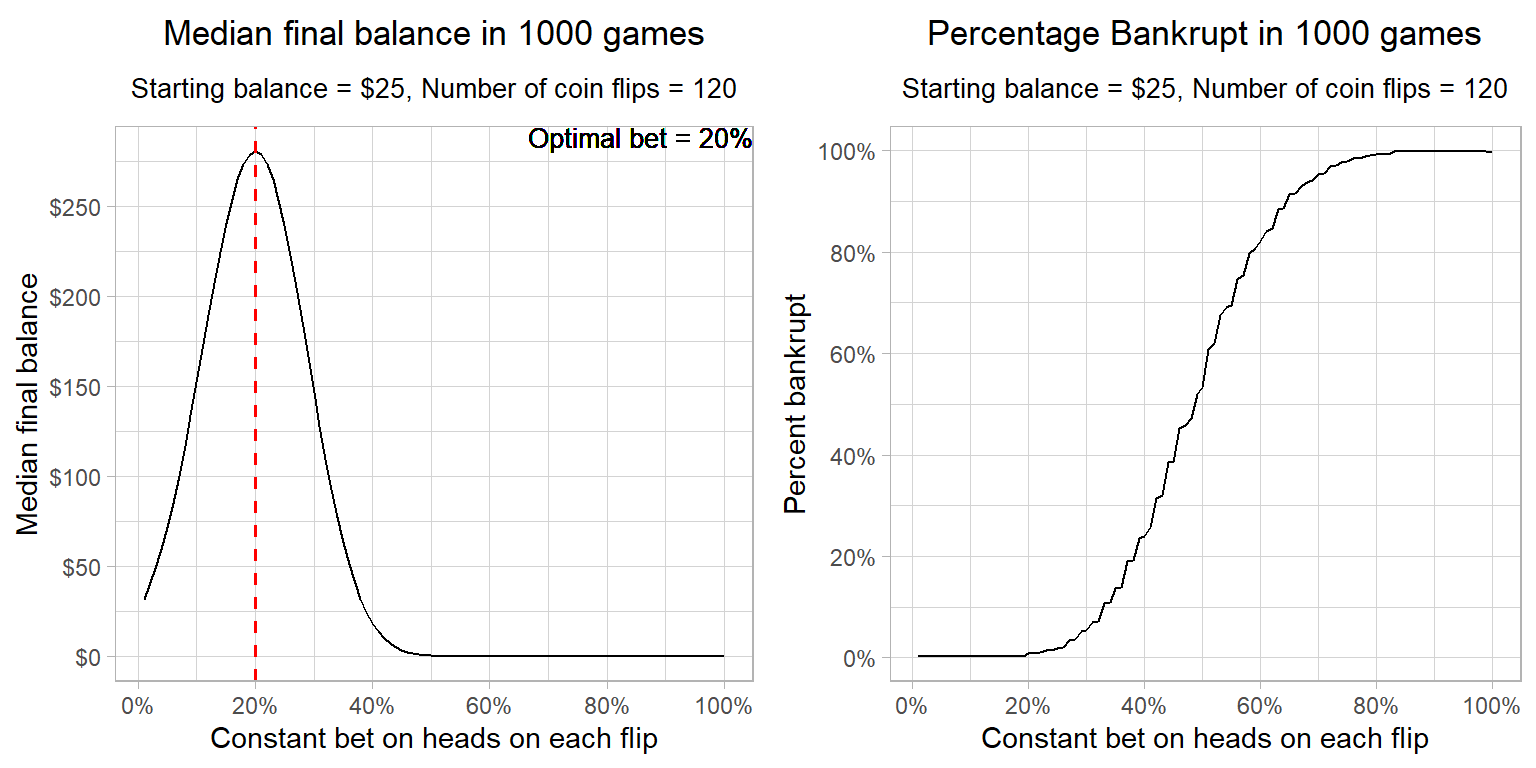 Median final balance in 1000 games
Starting balance = $25, Number of coin flips = 120
Optimal bet = 20%
Median final balance
$250
$200
$150
$100
$50
$0
0%
20%
40%
60%
80%
100%
Constant bet on heads on each flip
Percentage Bankrupt in 1000 games
Starting balance = $25, Number of coin flips = 120
Percent bankrupt
100%
80%
60%
40%
20%
0%
0%
20%
40%
60%
80%
100%
Constant bet on heads on each flip